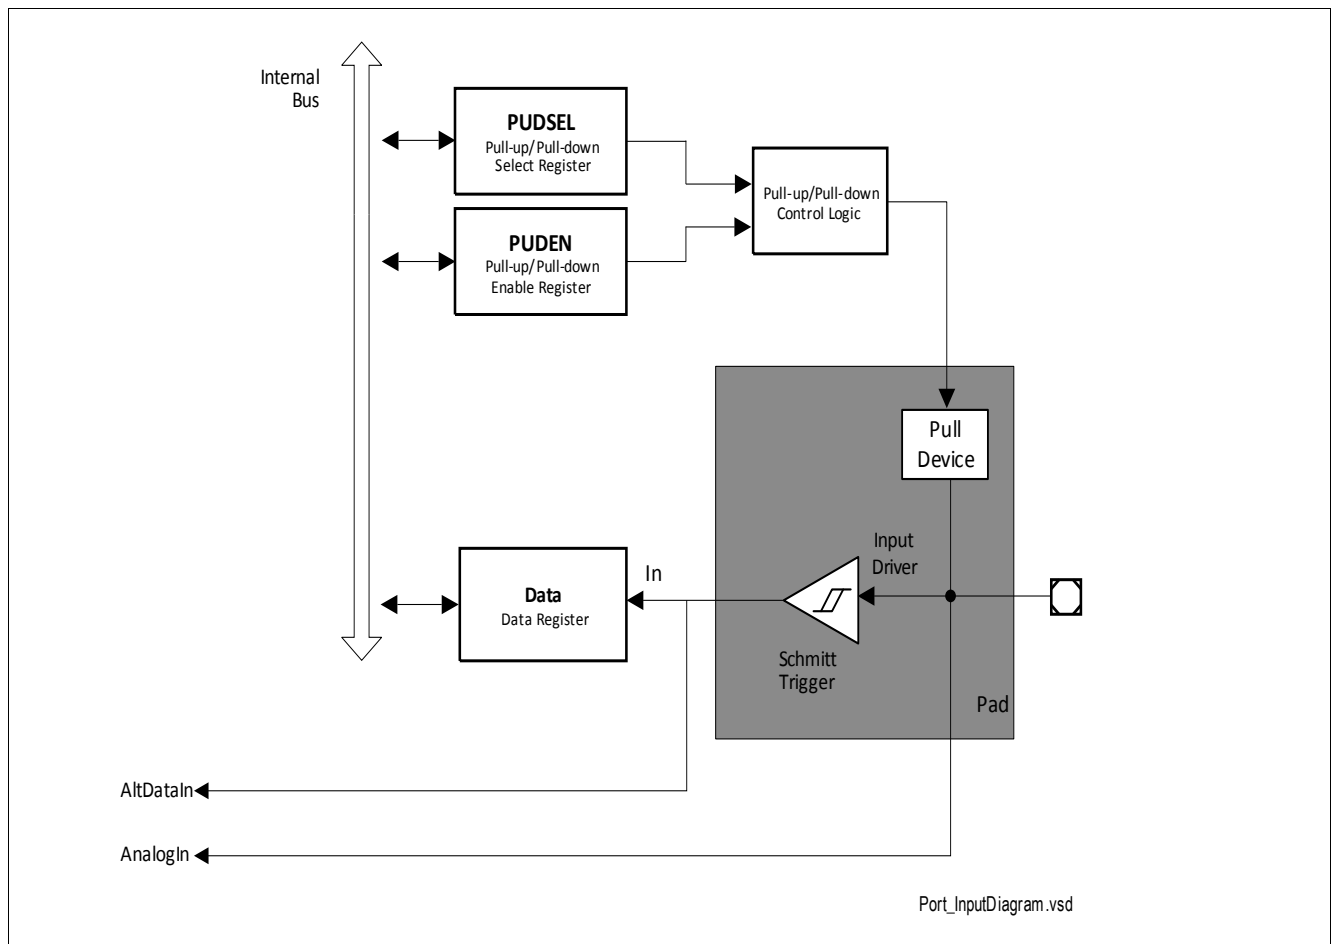 Internal
Bus
PUDSEL
Pull-up/Pull-down
Select Register
Pull-up/Pull-down
Control Logic
PUDEN
Pull-up/Pull-down
Enable Register
Pull
Device
Input
Driver
In
Data
Data Register
Schmitt
Trigger
Pad
AltDataIn
AnalogIn
Port_InputDiagram.vsd